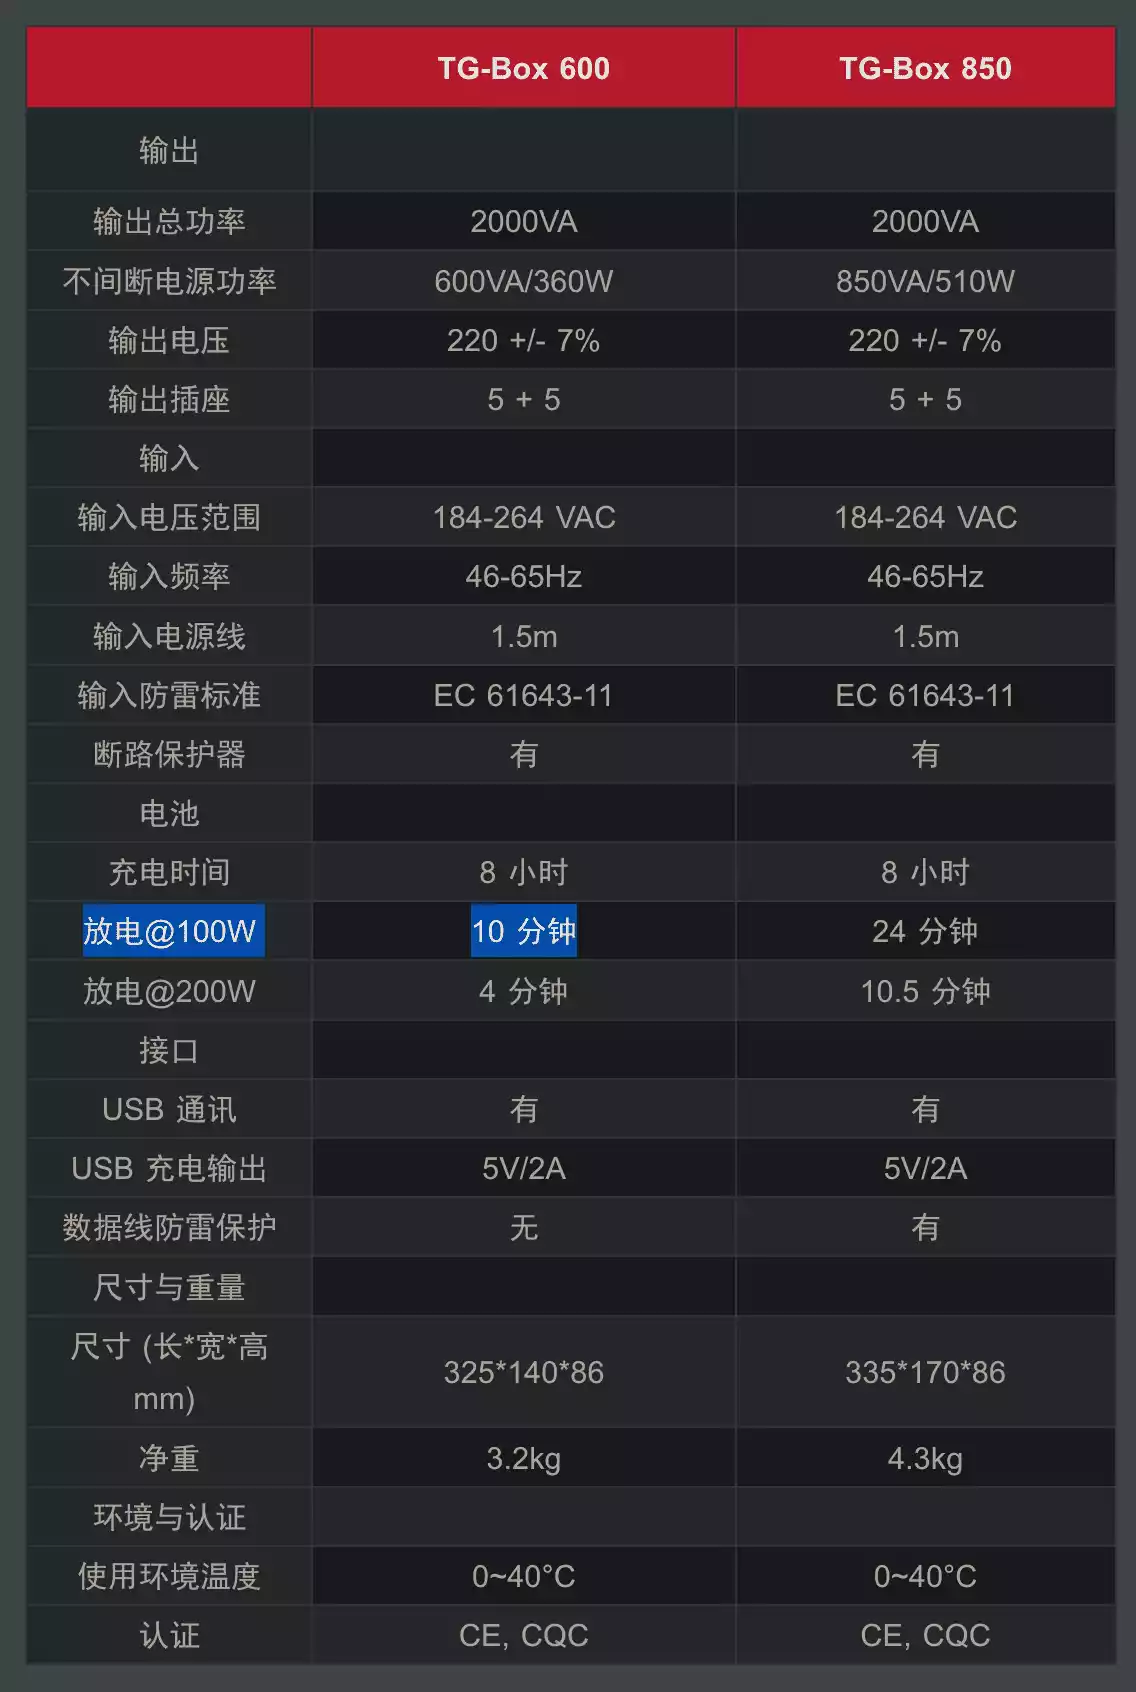 TG-Box 600 TG-Box 850
输出
输出总功率 2000VA 2000VA
不间断电源功率 600VA/360W 850VA/510W
输出电压 220 +/- 7% 220 +/- 7%
输出插座 5 + 5 5 + 5
输入
输入电压范围 184-264 VAC 184-264 VAC
输入频率 46-65Hz 46-65Hz
输入电源线 1.5m 1.5m
输入防雷标准 EC 61643-11 EC 61643-11
断路保护器 有 有
电池
充电时间 8 小时 8 小时
放电@100W 10 分钟 24 分钟
放电@200W 4 分钟 10.5 分钟
接口
USB 通讯 有 有
USB 充电输出 5V/2A 5V/2A
数据线防雷保护 无 有
尺寸与重量
尺寸 (长*宽*高
mm) 325*140*86 335*170*86
净重 3.2kg 4.3kg
环境与认证
使用环境温度 0~40°C 0~40°C
认证 CE, CQC CE, CQC